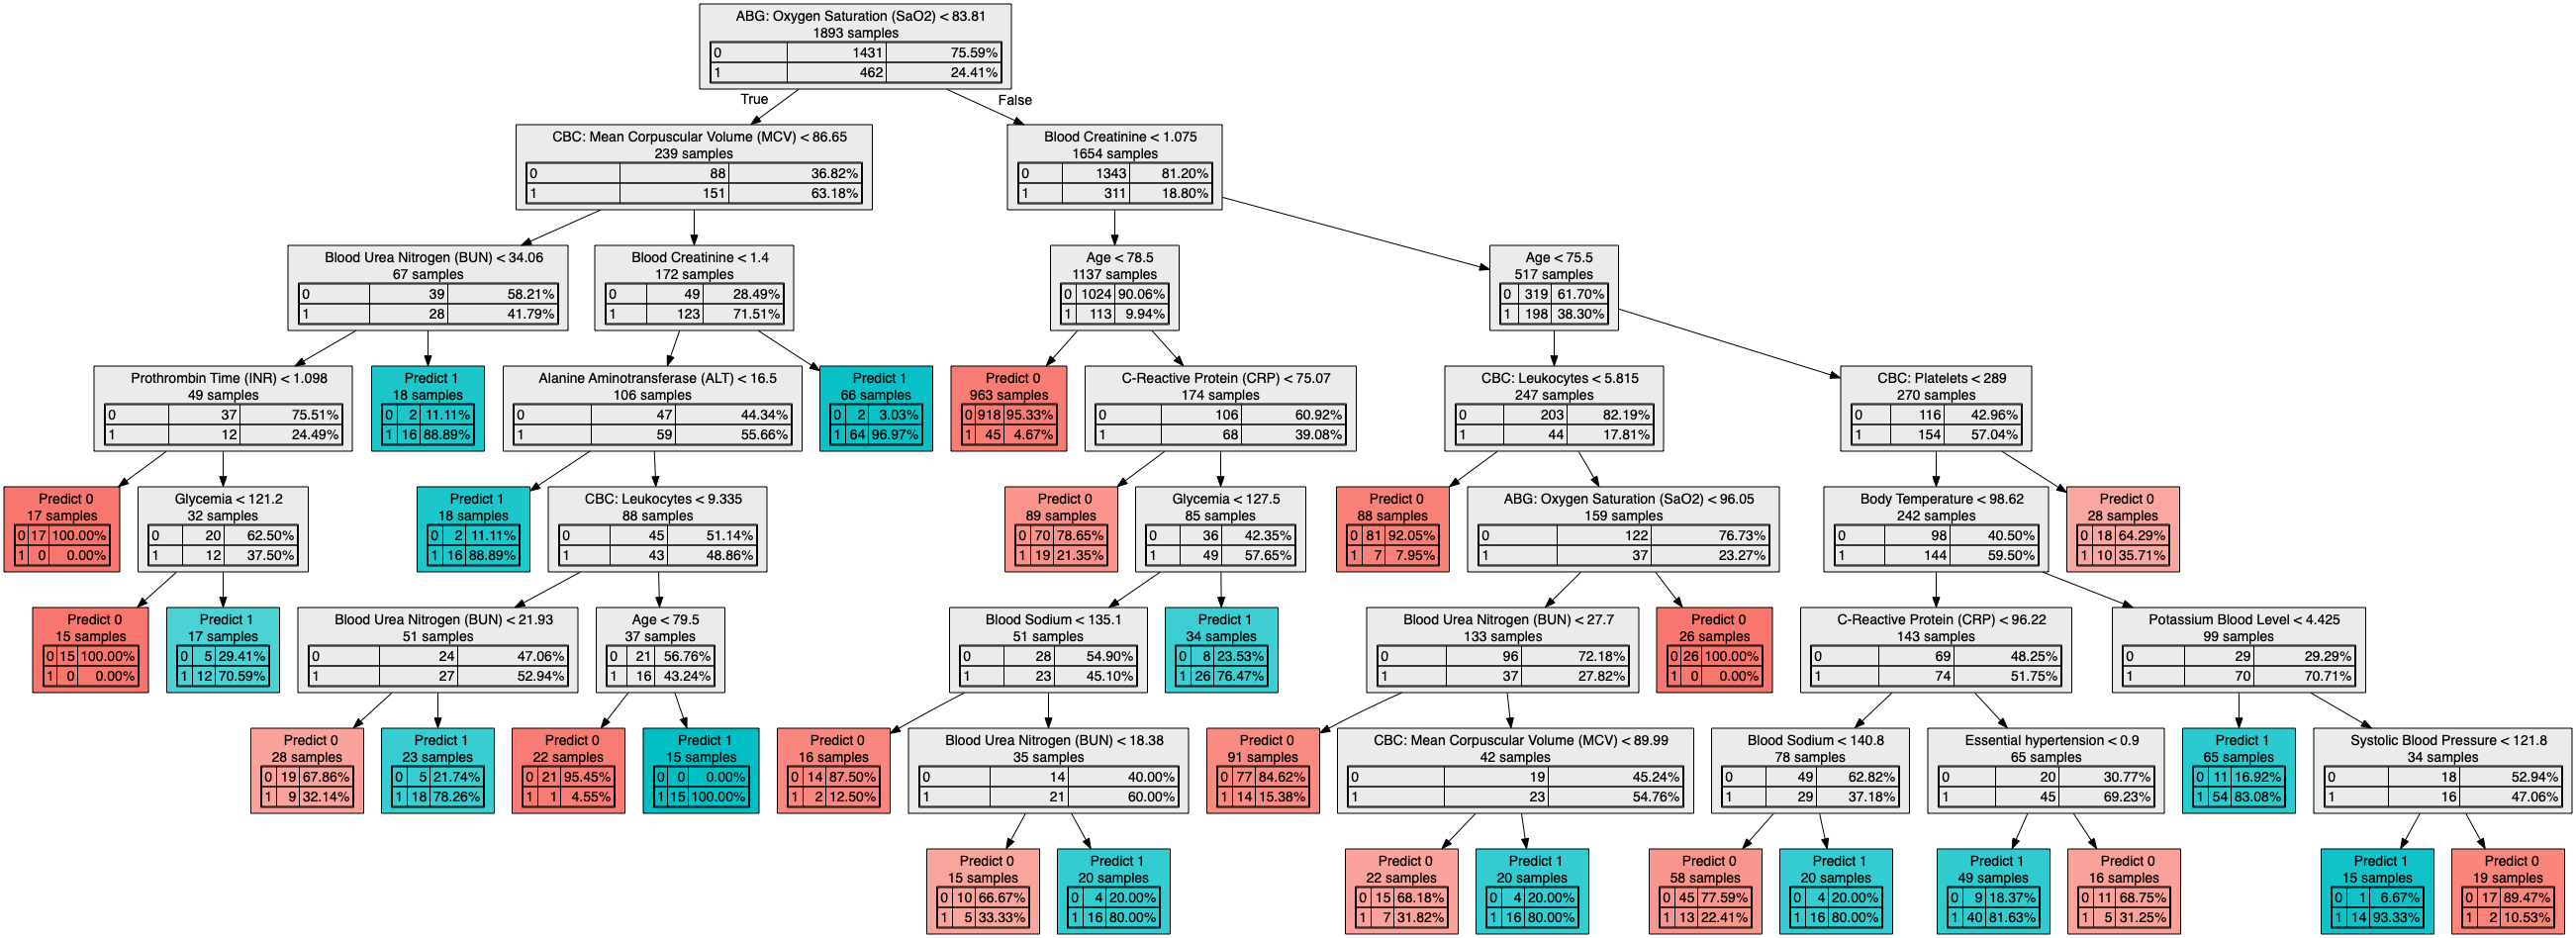 ABG: Oxygen Saturation (SaO2) < 83.81
1893 samples
0 1431 75.59%
1 462 24.41%
True
False
CBC: Mean Corpuscular Volume (MCV) < 86.65
239 samples
0 88 36.82%
1 151 63.18%
Blood Creatinine < 1.075
1654 samples
0 1343 81.20%
1 311 18.80%
Blood Urea Nitrogen (BUN) < 34.06
67 samples
0 39 58.21%
1 28 41.79%
Blood Creatinine < 1.4
172 samples
0 49 28.49%
1 123 71.51%
Age < 78.5
1137 samples
0 1024 90.06%
1 113 9.94%
Age < 75.5
517 samples
0 319 61.70%
1 198 38.30%
Prothrombin Time (INR) < 1.098
49 samples
0 37 75.51%
1 12 24.49%
Predict 1
18 samples
0 2 11.11%
1 16 88.89%
Alanine Aminotransferase (ALT) < 16.5
106 samples
0 47 44.34%
1 59 55.66%
Predict 1
66 samples
0 2 3.03%
1 64 96.97%
Predict 0
963 samples
0 918 95.33%
1 45 4.67%
C-Reactive Protein (CRP) < 75.07
174 samples
0 106 60.92%
1 68 39.08%
CBC: Leukocytes < 5.815
247 samples
0 203 82.19%
1 44 17.81%
CBC: Platelets < 289
270 samples
0 116 42.96%
1 154 57.04%
Predict 0
17 samples
0 17 100.00%
1 0 0.00%
Glycemia < 121.2
32 samples
0 20 62.50%
1 12 37.50%
Predict 1
18 samples
0 2 11.11%
1 16 88.89%
CBC: Leukocytes < 9.335
88 samples
0 45 51.14%
1 43 48.86%
Predict 0
89 samples
0 70 78.65%
1 19 21.35%
Glycemia < 127.5
85 samples
0 36 42.35%
1 49 57.65%
Predict 0
88 samples
0 81 92.05%
1 7 7.95%
ABG: Oxygen Saturation (SaO2) < 96.05
159 samples
0 122 76.73%
1 37 23.27%
Body Temperature < 98.62
242 samples
0 98 40.50%
1 144 59.50%
Predict 0
28 samples
0 18 64.29%
1 10 35.71%
Predict 0
15 samples
0 15 100.00%
1 0 0.00%
Predict 1
17 samples
0 5 29.41%
1 12 70.59%
Blood Urea Nitrogen (BUN) < 21.93
51 samples
0 24 47.06%
1 27 52.94%
Age < 79.5
37 samples
0 21 56.76%
1 16 43.24%
Blood Sodium < 135.1
51 samples
0 28 54.90%
1 23 45.10%
Predict 1
34 samples
0 8 23.53%
1 26 76.47%
Blood Urea Nitrogen (BUN) < 27.7
133 samples
0 96 72.18%
1 37 27.82%
Predict 0
26 samples
0 26 100.00%
1 0 0.00%
C-Reactive Protein (CRP) < 96.22
143 samples
0 69 48.25%
1 74 51.75%
Potassium Blood Level < 4.425
99 samples
0 29 29.29%
1 70 70.71%
Predict 0
28 samples
0 19 67.86%
1 9 32.14%
Predict 1
23 samples
0 5 21.74%
1 18 78.26%
Predict 0
22 samples
0 21 95.45%
1 1 4.55%
Predict 1
15 samples
0 0 0.00%
1 15 100.00%
Predict 0
16 samples
0 14 87.50%
1 2 12.50%
Blood Urea Nitrogen (BUN) < 18.38
35 samples
0 14 40.00%
1 21 60.00%
Predict 0
91 samples
0 77 84.62%
1 14 15.38%
CBC: Mean Corpuscular Volume (MCV) < 89.99
42 samples
0 19 45.24%
1 23 54.76%
Blood Sodium < 140.8
78 samples
0 49 62.82%
1 29 37.18%
Essential hypertension < 0.9
65 samples
0 20 30.77%
1 45 69.23%
Predict 1
65 samples
0 11 16.92%
1 54 83.08%
Systolic Blood Pressure < 121.8
34 samples
0 18 52.94%
1 16 47.06%
Predict 0
15 samples
0 10 66.67%
1 5 33.33%
Predict 1
20 samples
0 4 20.00%
1 16 80.00%
Predict 0
22 samples
0 15 68.18%
1 7 31.82%
Predict 1
20 samples
0 4 20.00%
1 16 80.00%
Predict 0
58 samples
0 45 77.59%
1 13 22.41%
Predict 1
20 samples
0 4 20.00%
1 16 80.00%
Predict 1
49 samples
0 9 18.37%
1 40 81.63%
Predict 0
16 samples
0 11 68.75%
1 5 31.25%
Predict 1
15 samples
0 1 6.67%
1 14 93.33%
Predict 0
19 samples
0 17 89.47%
1 2 10.53%